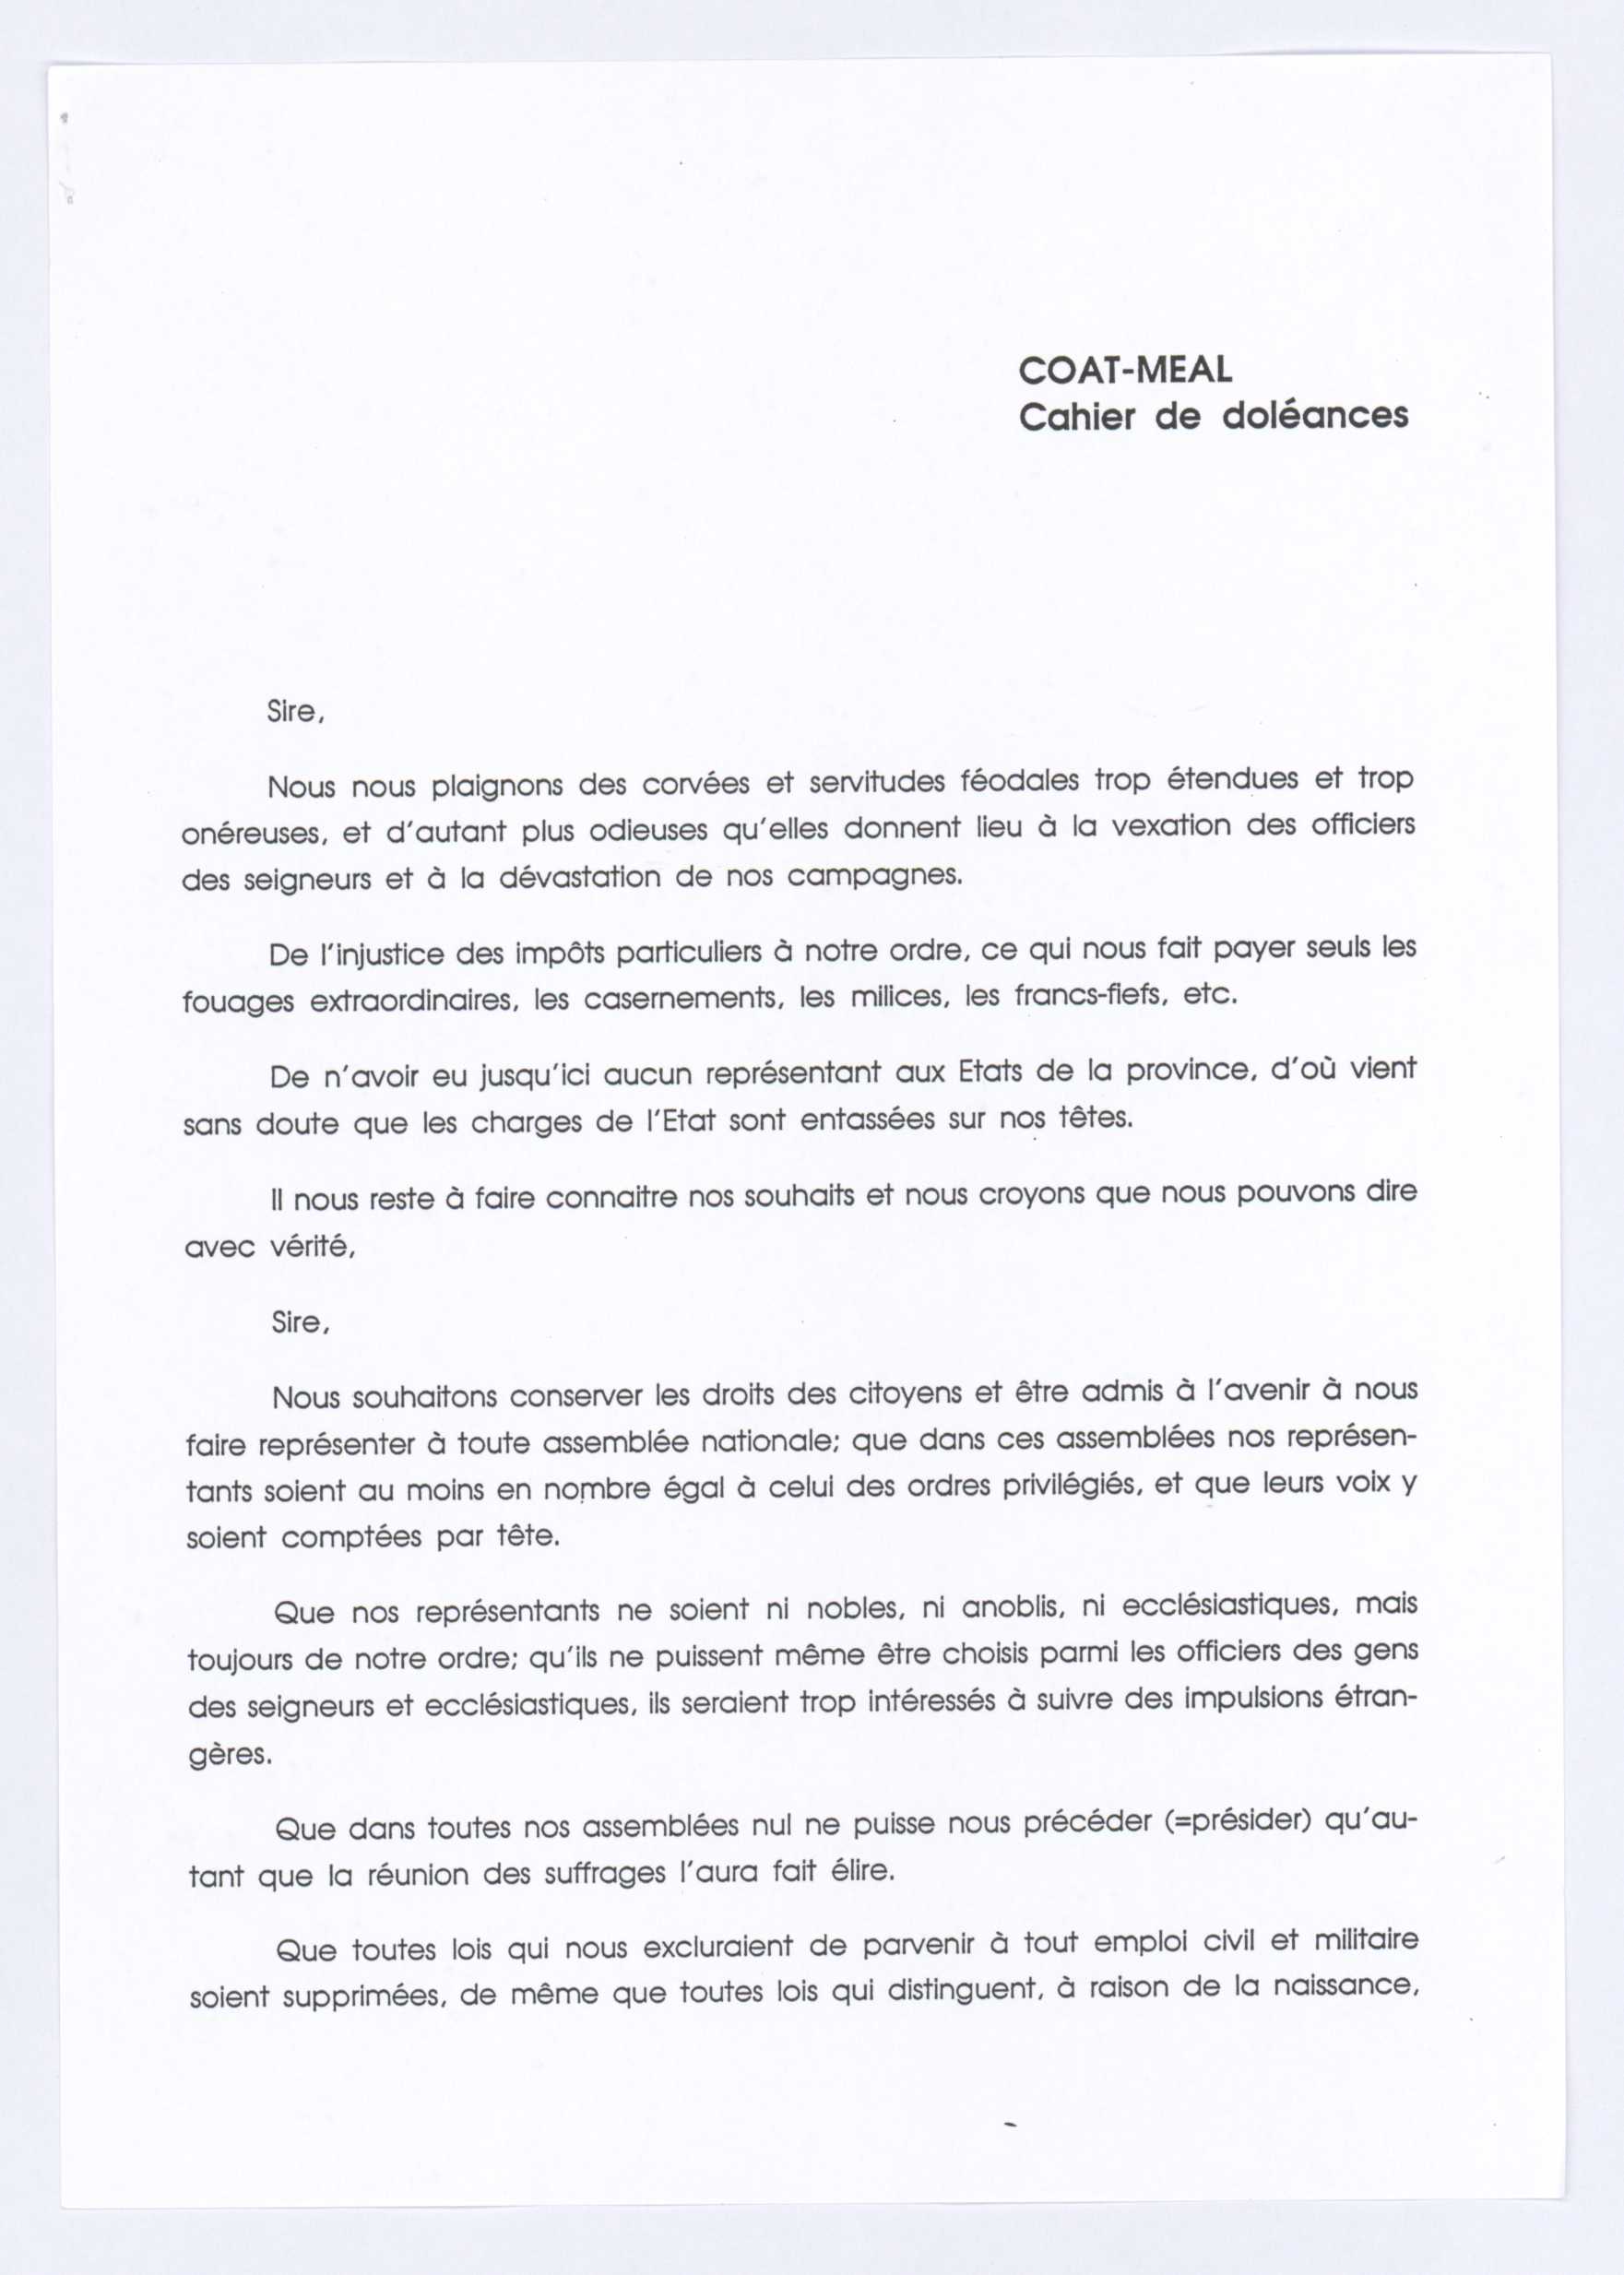 COAT-MEAL
Cahier de doléances
Sire,
Nous nous plaignons des corvées et servitudes féodales trop étendues et trop
onéreuses, et d'autant plus odieuses qu'elles donnent lieu à la vexation des officiers
des seigneurs et à la dévastation de nos campagnes.
De l'injustice des impôts particuliers à notre ordre, ce qui nous fait payer seuls les
fouages extraordinaires, les casernements, les milices, les francs-fiefs, etc.
De n'avoir eu jusqu'ici aucun représentant aux Etats de la province, d'où vient
sans doute que les charges de l'Etat sont entassées sur nos têtes.
Il nous reste à faire connaitre nos souhaits et nous croyons que nous pouvons dire
avec vérité,
Sire,
Nous souhaitons conserver les droits des citoyens et être admis à l'avenir à nous
faire représenter à toute assemblée nationale; que dans ces assemblées nos représen-
tants soient au moins en nombre égal à celui des ordres privilégiés, et que leurs voix y
soient comptées par tête.
Que nos représentants ne soient ni nobles, ni anoblis, ni ecclésiastiques, mais
toujours de notre ordre; qu'ils ne puissent même être choisis parmi les officiers des gens
des seigneurs et ecclésiastiques, ils seraient trop intéressés à suivre des impulsions étran-
gères.
Que dans toutes nos assemblées nul ne puisse nous précéder (=présider) qu'au-
tant que la réunion des suffrages l'aura fait élire.
Que toutes lois qui nous excluraient de parvenir à tout emploi civil et militaire
soient supprimées, de même que toutes lois qui distinguent, à raison de la naissance,